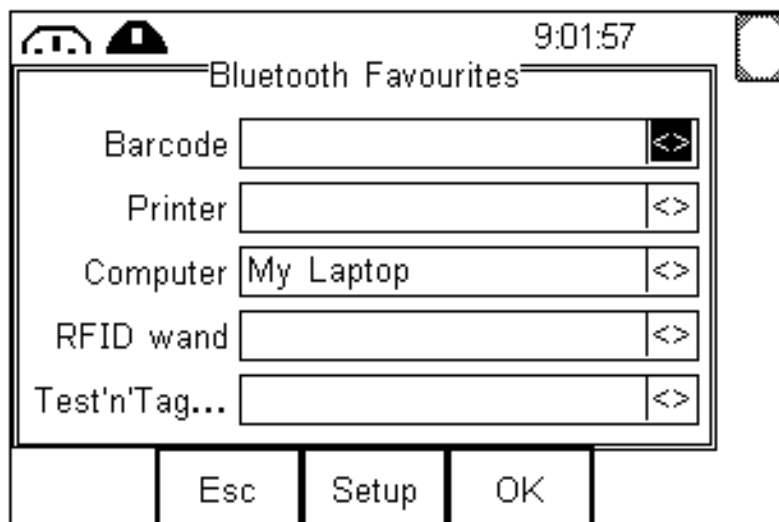 9:01:57
Bluetooth Favourites
Barcode <>
Printer <>
Computer My Laptop <>
RFID wand <>
Test'n'Tag... <>
Esc Setup OK